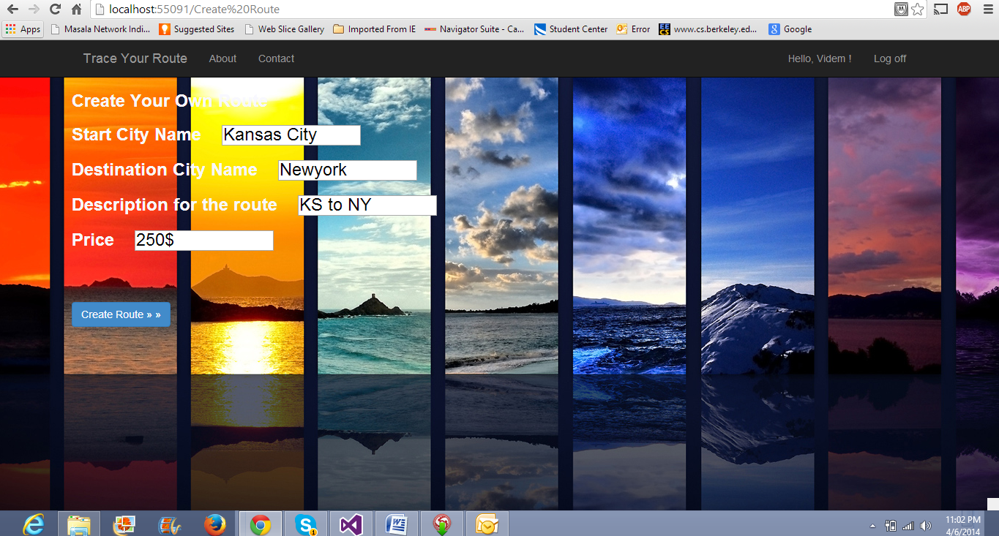 localhost:55091/Create%20Route
ABP
Apps Masala Network Indi... Suggested Sites Web Slice Gallery Imported From IE Navigator Suite - Ca... Student Center Error EECS www.cs.berkeley.ed... g Google
Trace Your Route About Contact Hello, Videm ! Log off
Create Your Own Route
Start City Name Kansas City
Destination City Name Newyork
Description for the route KS to NY
Price 250$
Create Route » »
11:02 PM
4/6/2014